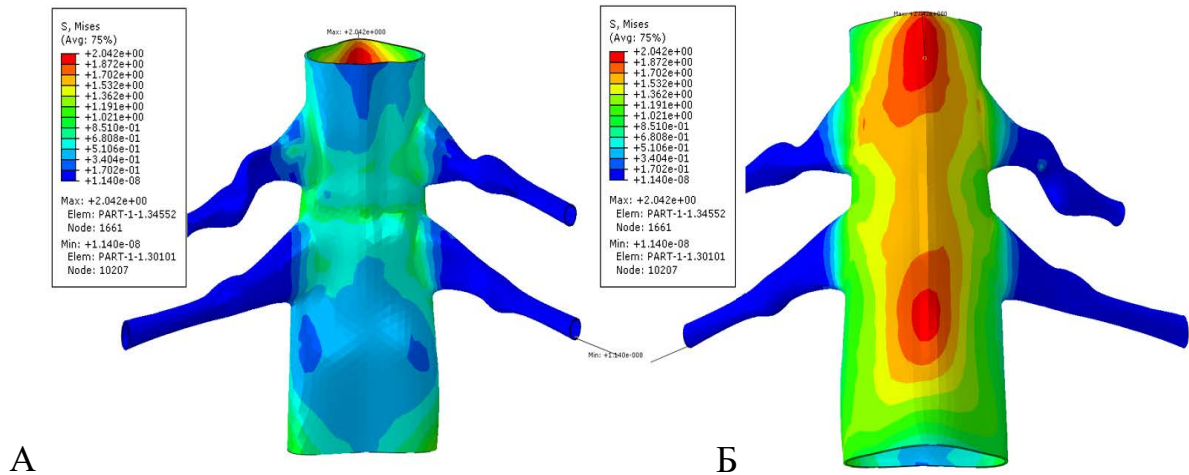 S, Mises
(Avg: 75%)
+2.042e+00
+1.872e+00
+1.702e+00
+1.532e+00
+1.362e+00
+1.191e+00
+1.021e+00
+8.510e-01
+6.808e-01
+5.106e-01
+3.404e-01
+1.702e-01
+1.140e-08
Max: +2.042e+00
Elem: PART-1-1.34552
Node: 1661
Min: +1.140e-08
Elem: PART-1-1.30101
Node: 10207
Max: +2.042e+000
Min: +1.140e-008
А
S, Mises
(Avg: 75%)
+2.042e+00
+1.872e+00
+1.702e+00
+1.532e+00
+1.362e+00
+1.191e+00
+1.021e+00
+8.510e-01
+6.808e-01
+5.106e-01
+3.404e-01
+1.702e-01
+1.140e-08
Max: +2.042e+00
Elem: PART-1-1.34552
Node: 1661
Min: +1.140e-08
Elem: PART-1-1.30101
Node: 10207
Max: +2.042e+000
Б